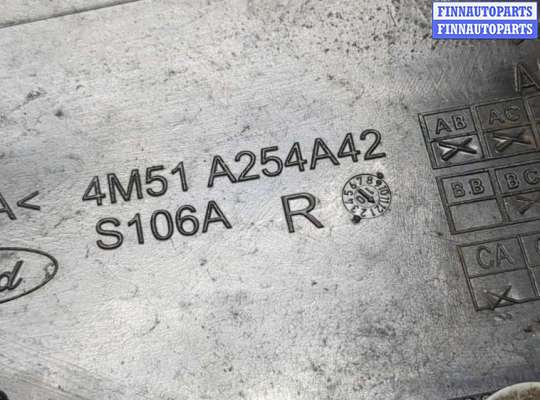 FINNAUTOPARTS
FINNAUTOPARTS
4M51 A254A42
A<
S106A R
AB AC
BB BC
CA